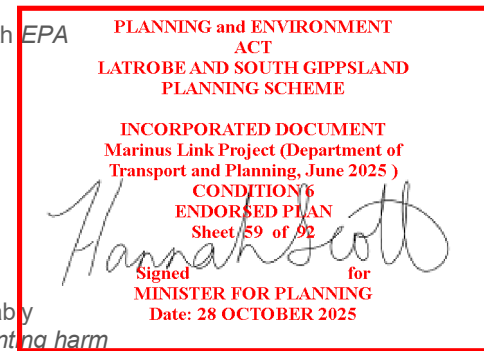 h EPA
PLANNING and ENVIRONMENT
ACT
LATROBE AND SOUTH GIPPSLAND
PLANNING SCHEME
INCORPORATED DOCUMENT
Marinus Link Project (Department of
Transport and Planning, June 2025 )
CONDITION 6
ENDORSED PLAN
Sheet 59 of 92
Hannah Scott
Signed for
MINISTER FOR PLANNING
Date: 28 OCTOBER 2025
ably
nting harm